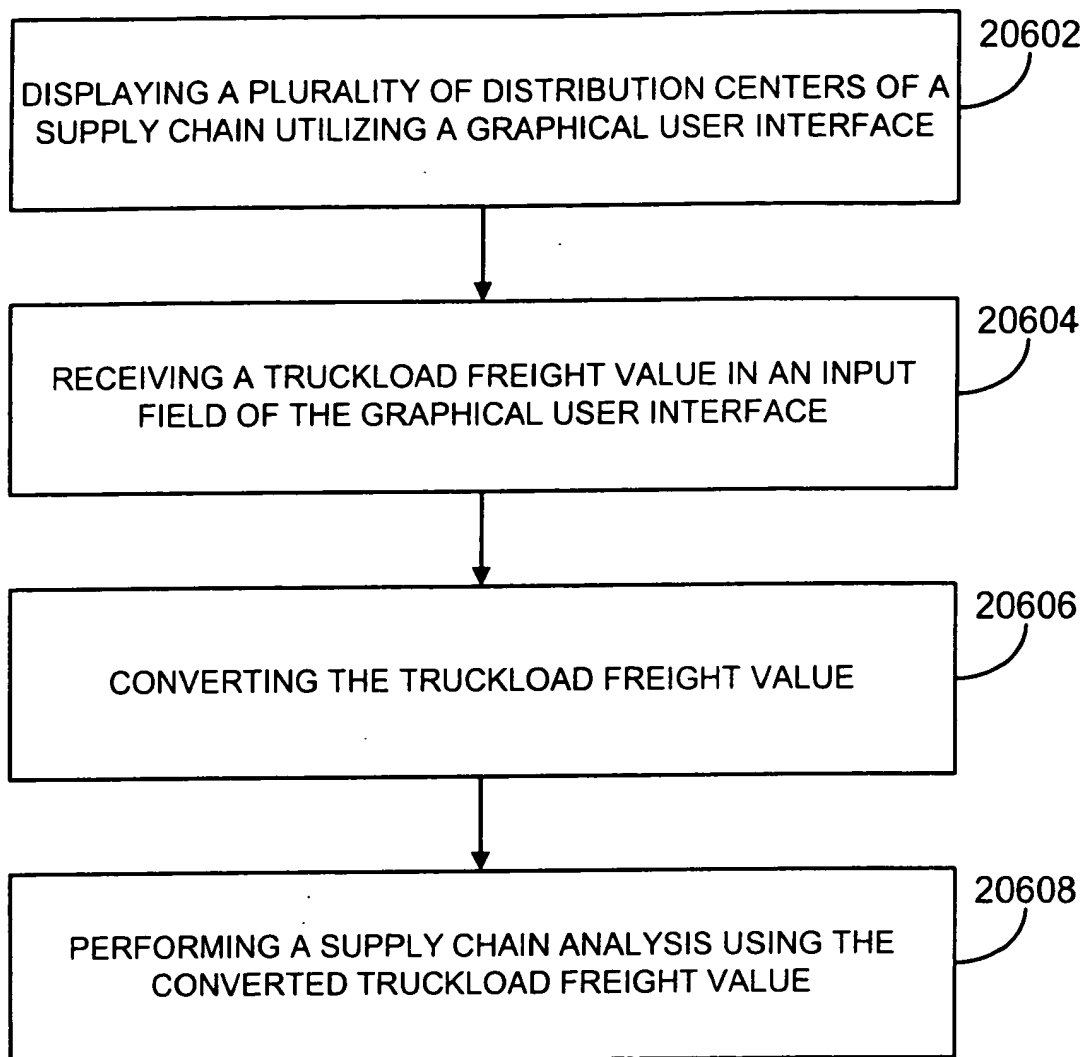 20602
DISPLAYING A PLURALITY OF DISTRIBUTION CENTERS OF A
SUPPLY CHAIN UTILIZING A GRAPHICAL USER INTERFACE
20604
RECEIVING A TRUCKLOAD FREIGHT VALUE IN AN INPUT
FIELD OF THE GRAPHICAL USER INTERFACE
20606
CONVERTING THE TRUCKLOAD FREIGHT VALUE
20608
PERFORMING A SUPPLY CHAIN ANALYSIS USING THE
CONVERTED TRUCKLOAD FREIGHT VALUE